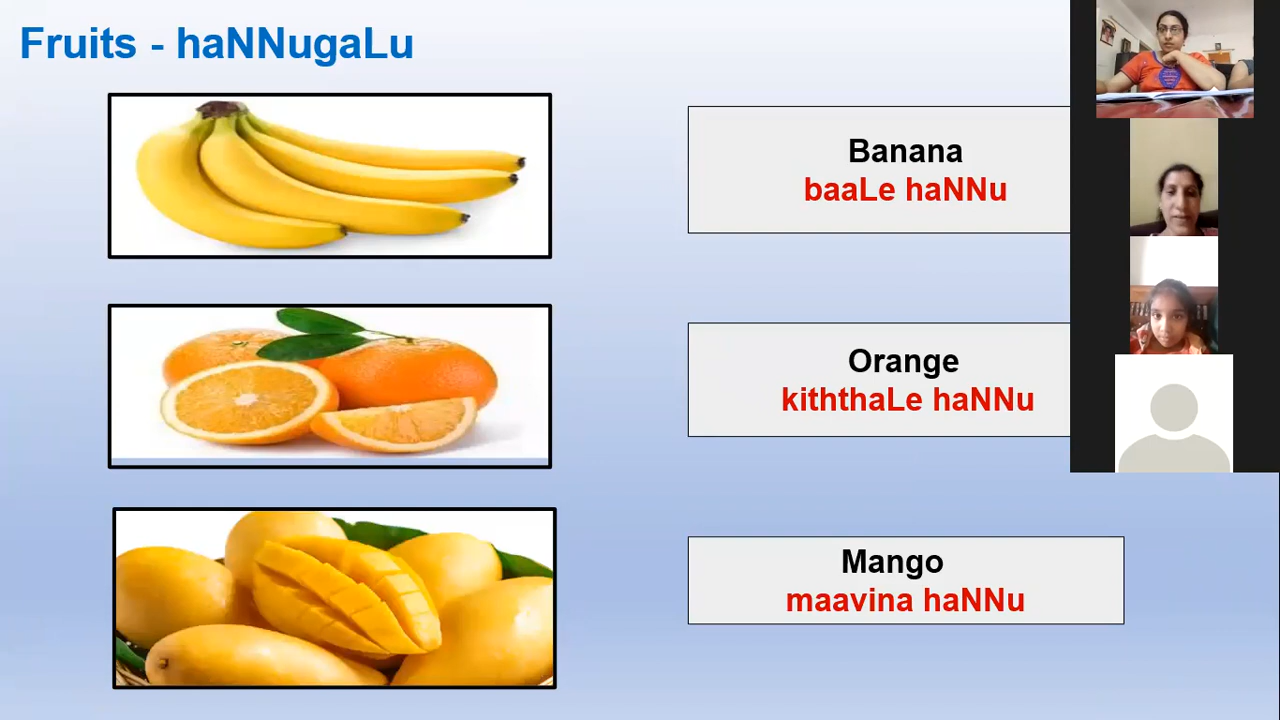 Fruits - haNNugaLu
Banana
baaLe haNNu
Orange
kiththaLe haNNu
Mango
maavina haNNu